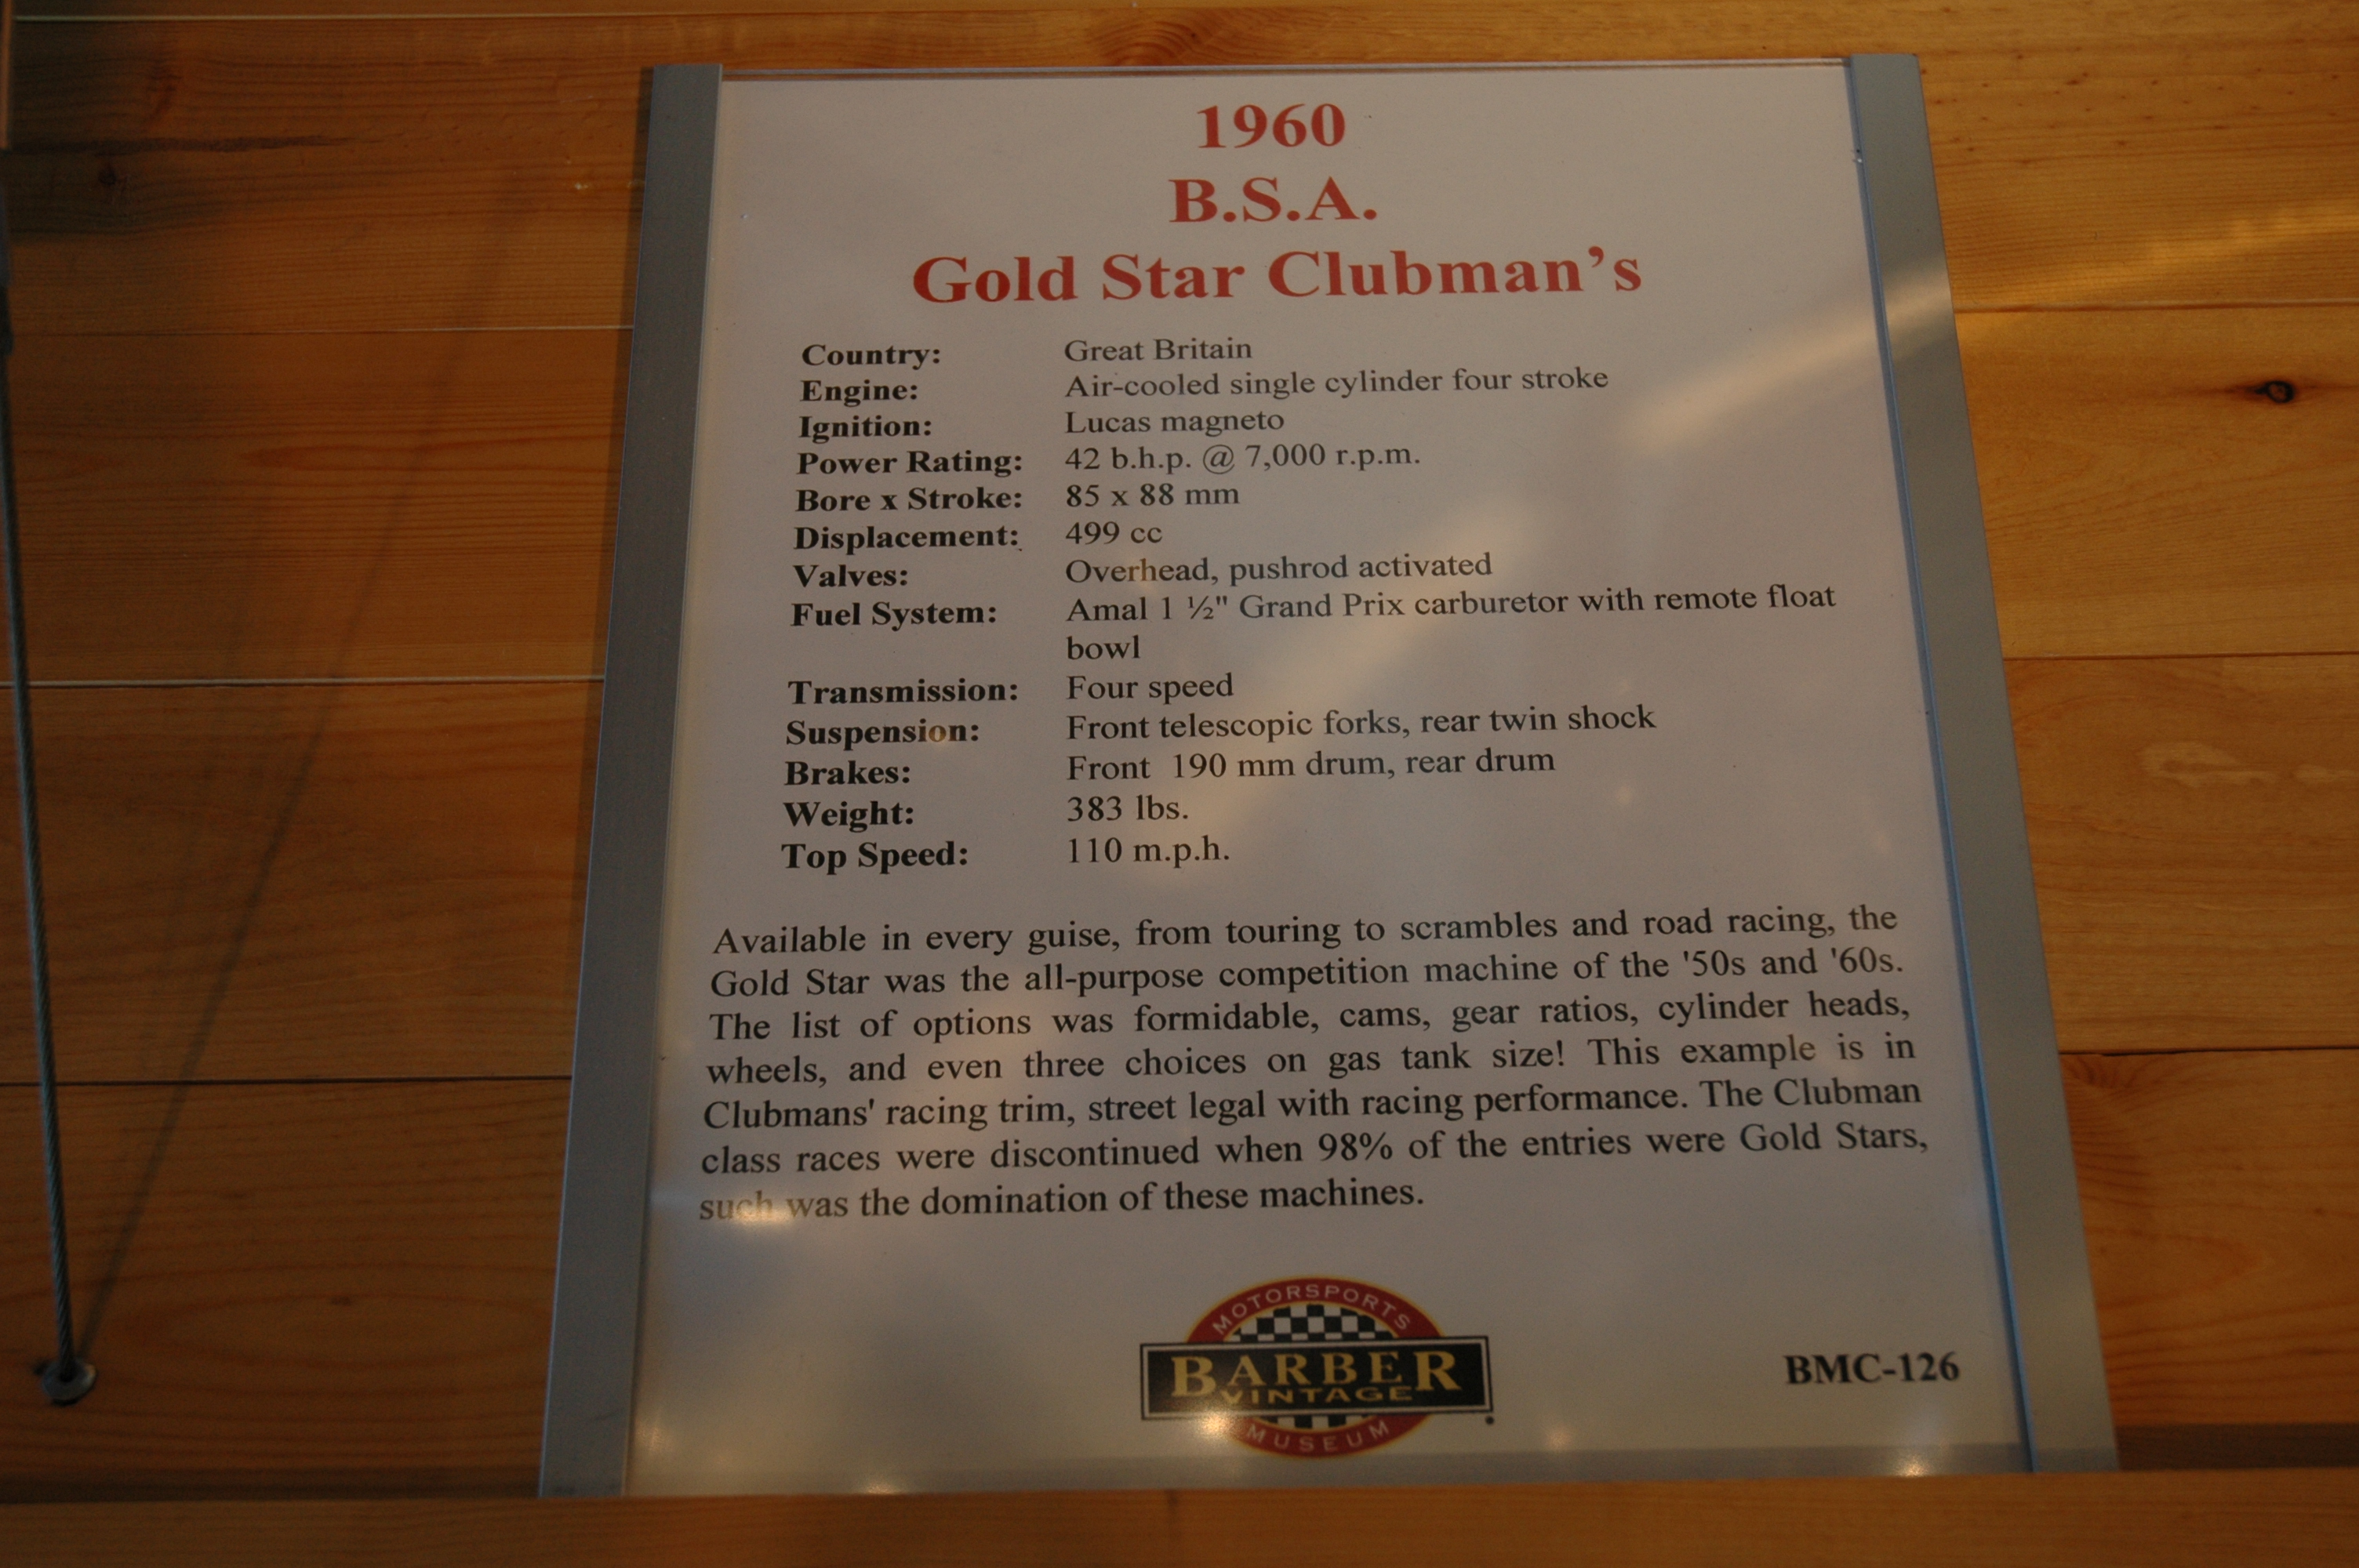 1960
B.S.A.
Gold Star Clubman’s
Country: Great Britain
Engine: Air-cooled single cylinder four stroke
Ignition: Lucas magneto
Power Rating: 42 b.h.p. @ 7,000 r.p.m.
Bore x Stroke: 85 x 88 mm
Displacement: 499 cc
Valves: Overhead, pushrod activated
Fuel System: Amal 1 ½" Grand Prix carburetor with remote float
bowl
Transmission: Four speed
Suspension: Front telescopic forks, rear twin shock
Brakes: Front 190 mm drum, rear drum
Weight: 383 lbs.
Top Speed: 110 m.p.h.
Available in every guise, from touring to scrambles and road racing, the
Gold Star was the all-purpose competition machine of the '50s and '60s.
The list of options was formidable, cams, gear ratios, cylinder heads,
wheels, and even three choices on gas tank size! This example is in
Clubmans' racing trim, street legal with racing performance. The Clubman
class races were discontinued when 98% of the entries were Gold Stars,
such was the domination of these machines.
MOTORSPORTS
BARBER
VINTAGE
MUSEUM
BMC-126